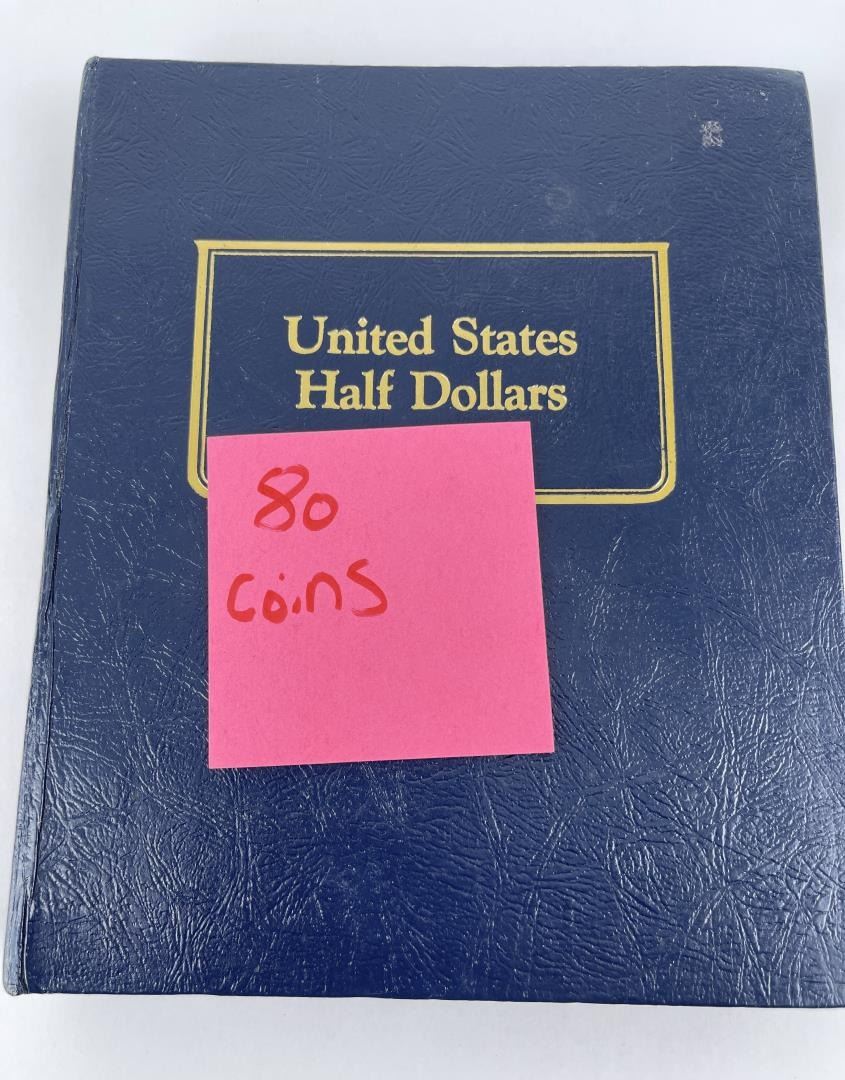 United States
Half Dollars
80
coins